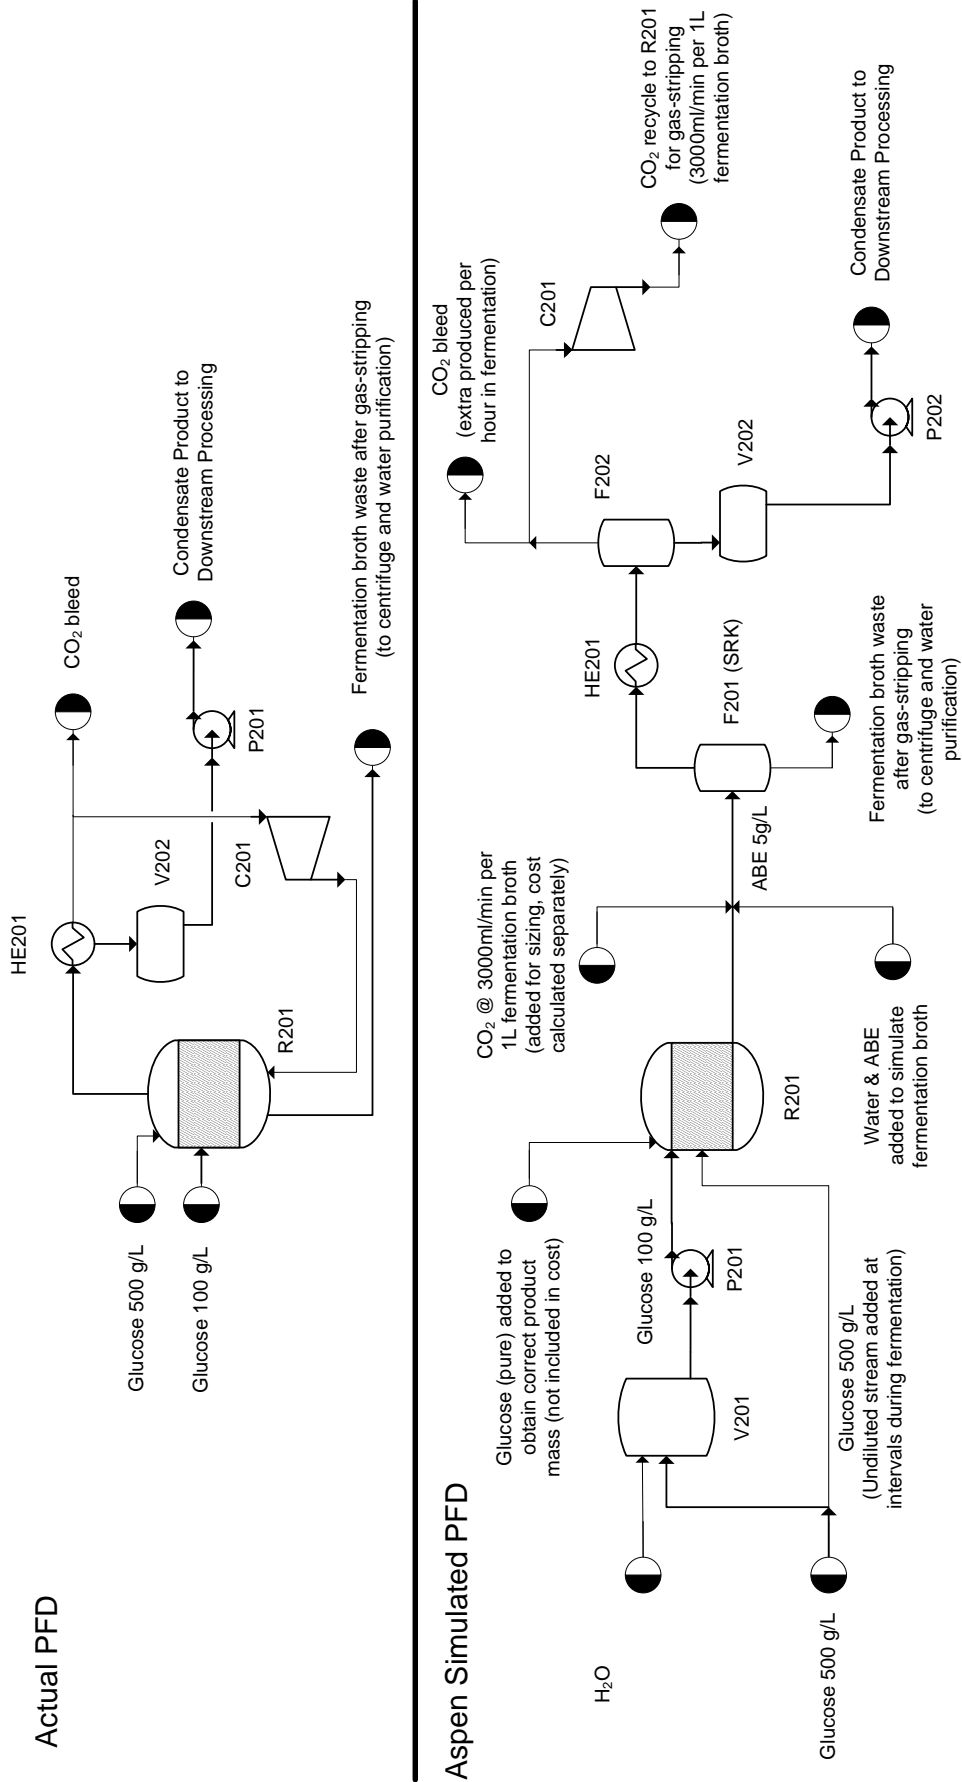 Actual PFD
Glucose 500 g/L
Glucose 100 g/L
R201
HE201
V202
C201
P201
CO₂ bleed
Condensate Product to
Downstream Processing
Fermentation broth waste after gas-stripping
(to centrifuge and water purification)
Aspen Simulated PFD
H₂O
Glucose 500 g/L
V201
Glucose 500 g/L
(Undiluted stream added at
intervals during fermentation)
Glucose (pure) added to
obtain correct product
mass (not included in cost)
P201
Glucose 100 g/L
R201
CO₂ @ 3000ml/min per
1L fermentation broth
(added for sizing, cost
calculated separately)
Water & ABE
added to simulate
fermentation broth
ABE 5g/L
F201 (SRK)
Fermentation broth waste
after gas-stripping
(to centrifuge and water
purification)
HE201
F202
V202
CO₂ bleed
(extra produced per
hour in fermentation)
C201
P202
CO₂ recycle to R201
for gas-stripping
(3000ml/min per 1L
fermentation broth)
Condensate Product to
Downstream Processing